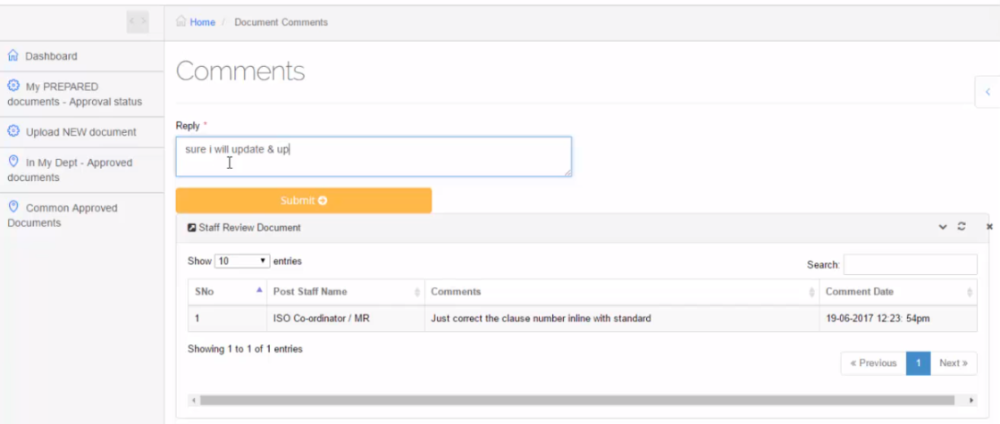 Home / Document Comments
Dashboard
My PREPARED
documents - Approval status
Upload NEW document
In My Dept - Approved
documents
Common Approved
Documents
Comments
Reply *
sure i will update & up
Submit
Staff Review Document
Show 10 entries
Search:
SNo Post Staff Name Comments Comment Date
1 ISO Co-ordinator / MR Just correct the clause number inline with standard 19-06-2017 12:23: 54pm
Showing 1 to 1 of 1 entries
« Previous 1 Next »